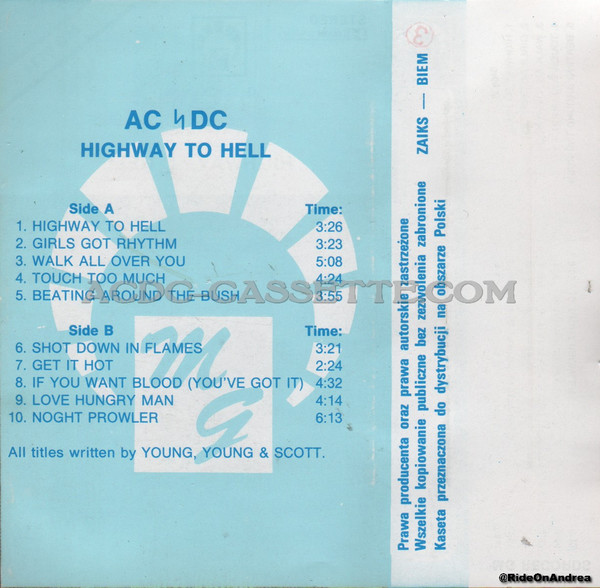 AC ϟ DC
HIGHWAY TO HELL
Side A Time:
1. HIGHWAY TO HELL 3:26
2. GIRLS GOT RHYTHM 3:23
3. WALK ALL OVER YOU 5:08
4. TOUCH TOO MUCH 4:24
5. BEATING AROUND THE BUSH 3:55
ACDC-CASSETTE.COM
Side B Time:
6. SHOT DOWN IN FLAMES 3:21
7. GET IT HOT 2:24
8. IF YOU WANT BLOOD (YOU'VE GOT IT) 4:32
9. LOVE HUNGRY MAN 4:14
10. NOGHT PROWLER 6:13
MG
All titles written by YOUNG, YOUNG & SCOTT.
Prawa producenta oraz prawa autorskie zastrzeżone
Wszelkie kopiowanie publiczne bez zezwolenia zabronione ZAIKS — BIEM
Kaseta przeznaczona do dystrybucji na obszarze Polski
3
@RideOnAndrea